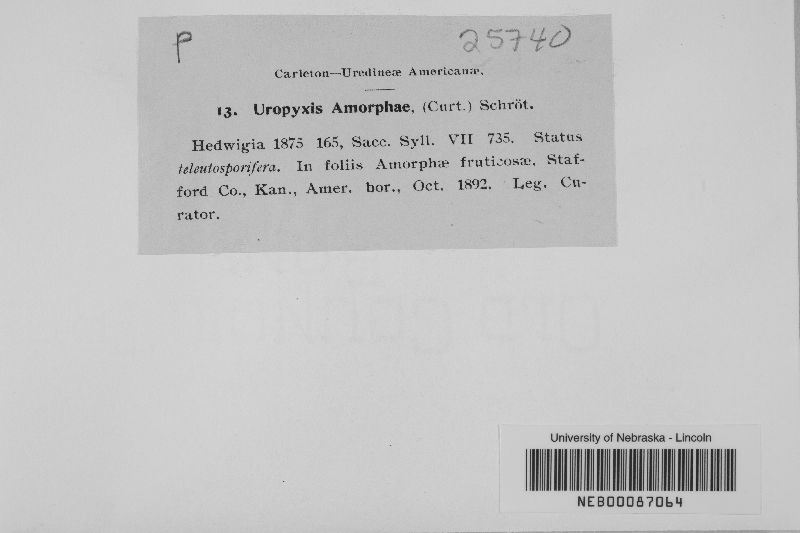 P 25740
Carleton—Uredineæ Americanæ.
13. Uropyxis Amorphae, (Curt.) Schröt.
Hedwigia 1875 165, Sacc. Syll. VII 735. Status
teleutosporifera. In foliis Amorphæ fruticosæ, Staf-
ford Co., Kan., Amer. bor., Oct. 1892. Leg. Cu-
rator.
University of Nebraska - Lincoln
NEB00087064